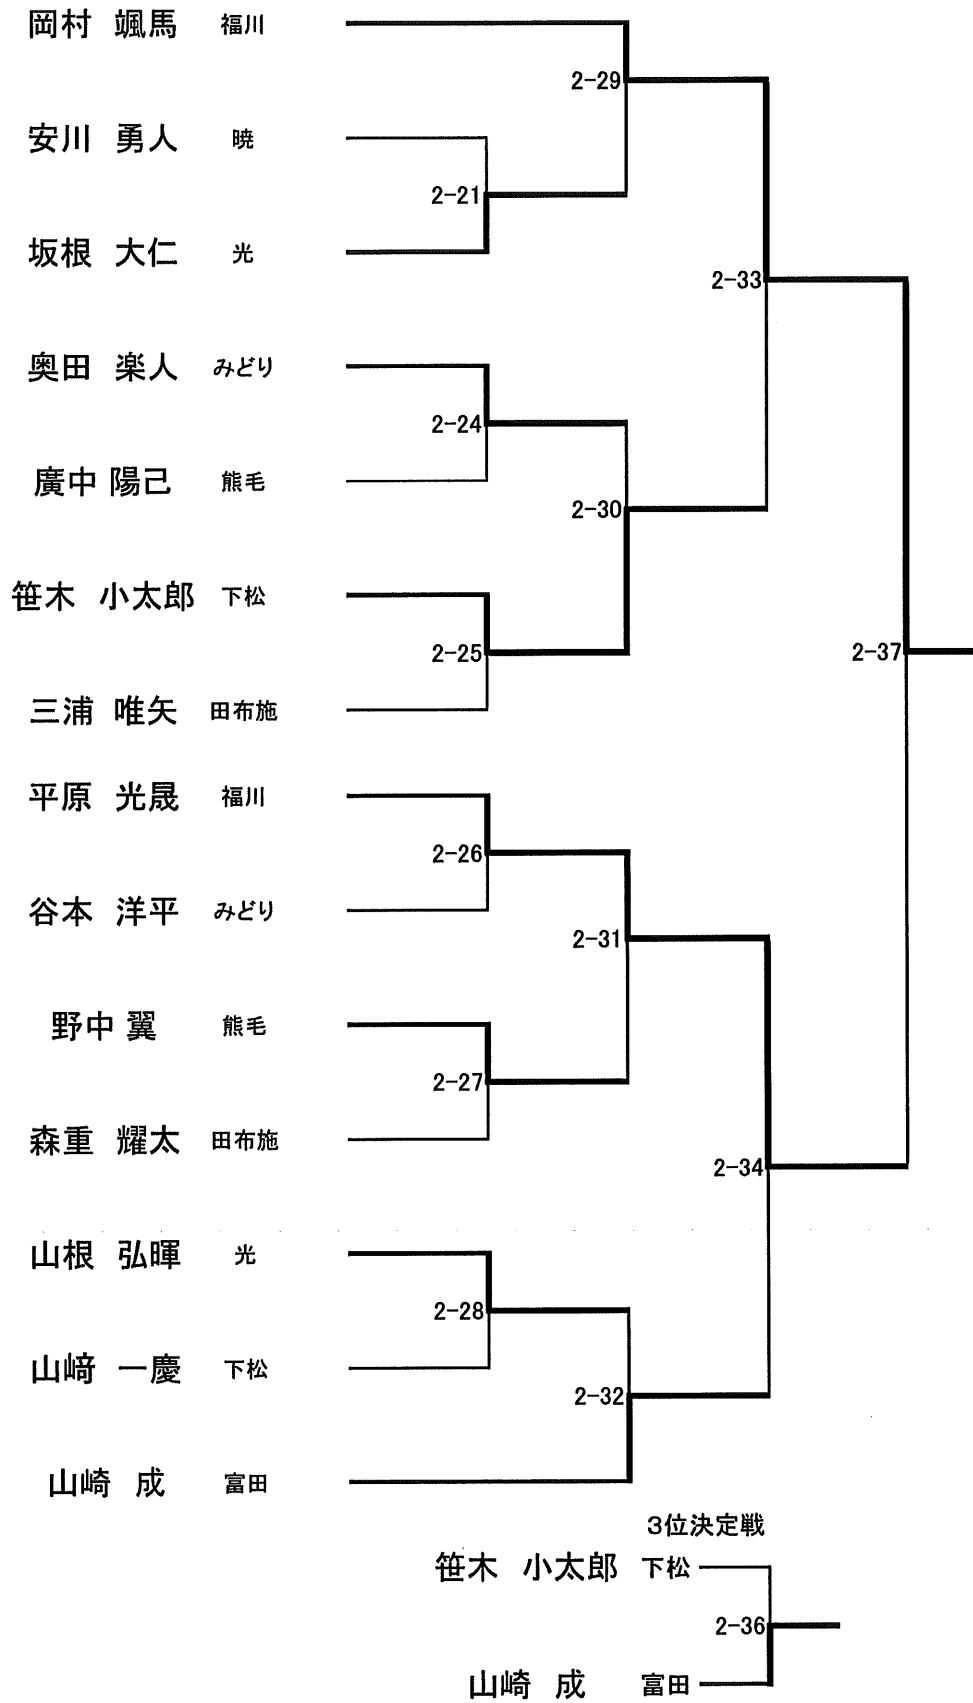 岡村 颯馬 福川
2-29
安川 勇人 暁
2-21
坂根 大仁 光
2-33
奥田 楽人 みどり
2-24
廣中 陽己 熊毛
2-30
笹木 小太郎 下松
2-25
2-37
三浦 唯矢 田布施
平原 光晟 福川
2-26
谷本 洋平 みどり
2-31
野中 翼 熊毛
2-27
森重 耀太 田布施
2-34
山根 弘暉 光
2-28
山﨑 一慶 下松
2-32
山崎 成 富田
3位決定戦
笹木 小太郎 下松
2-36
山崎 成 富田